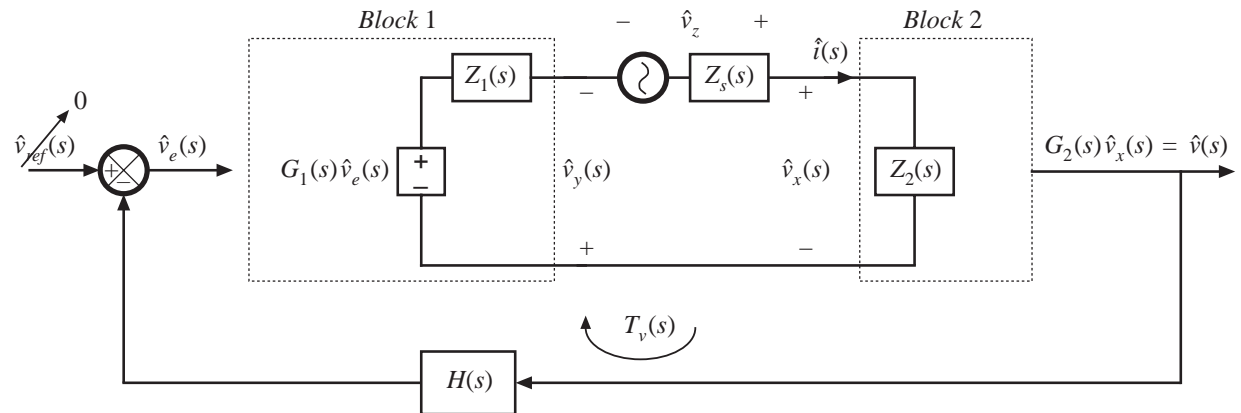 Block 1
Block 2
– v̂z +
î(s)
Z1(s)
Zs(s)
–
+
0
v̂ref(s)
v̂e(s)
+
–
G1(s)v̂e(s)
+
–
v̂y(s)
v̂x(s)
Z2(s)
G2(s)v̂x(s) = v̂(s)
+
–
Tv(s)
H(s)